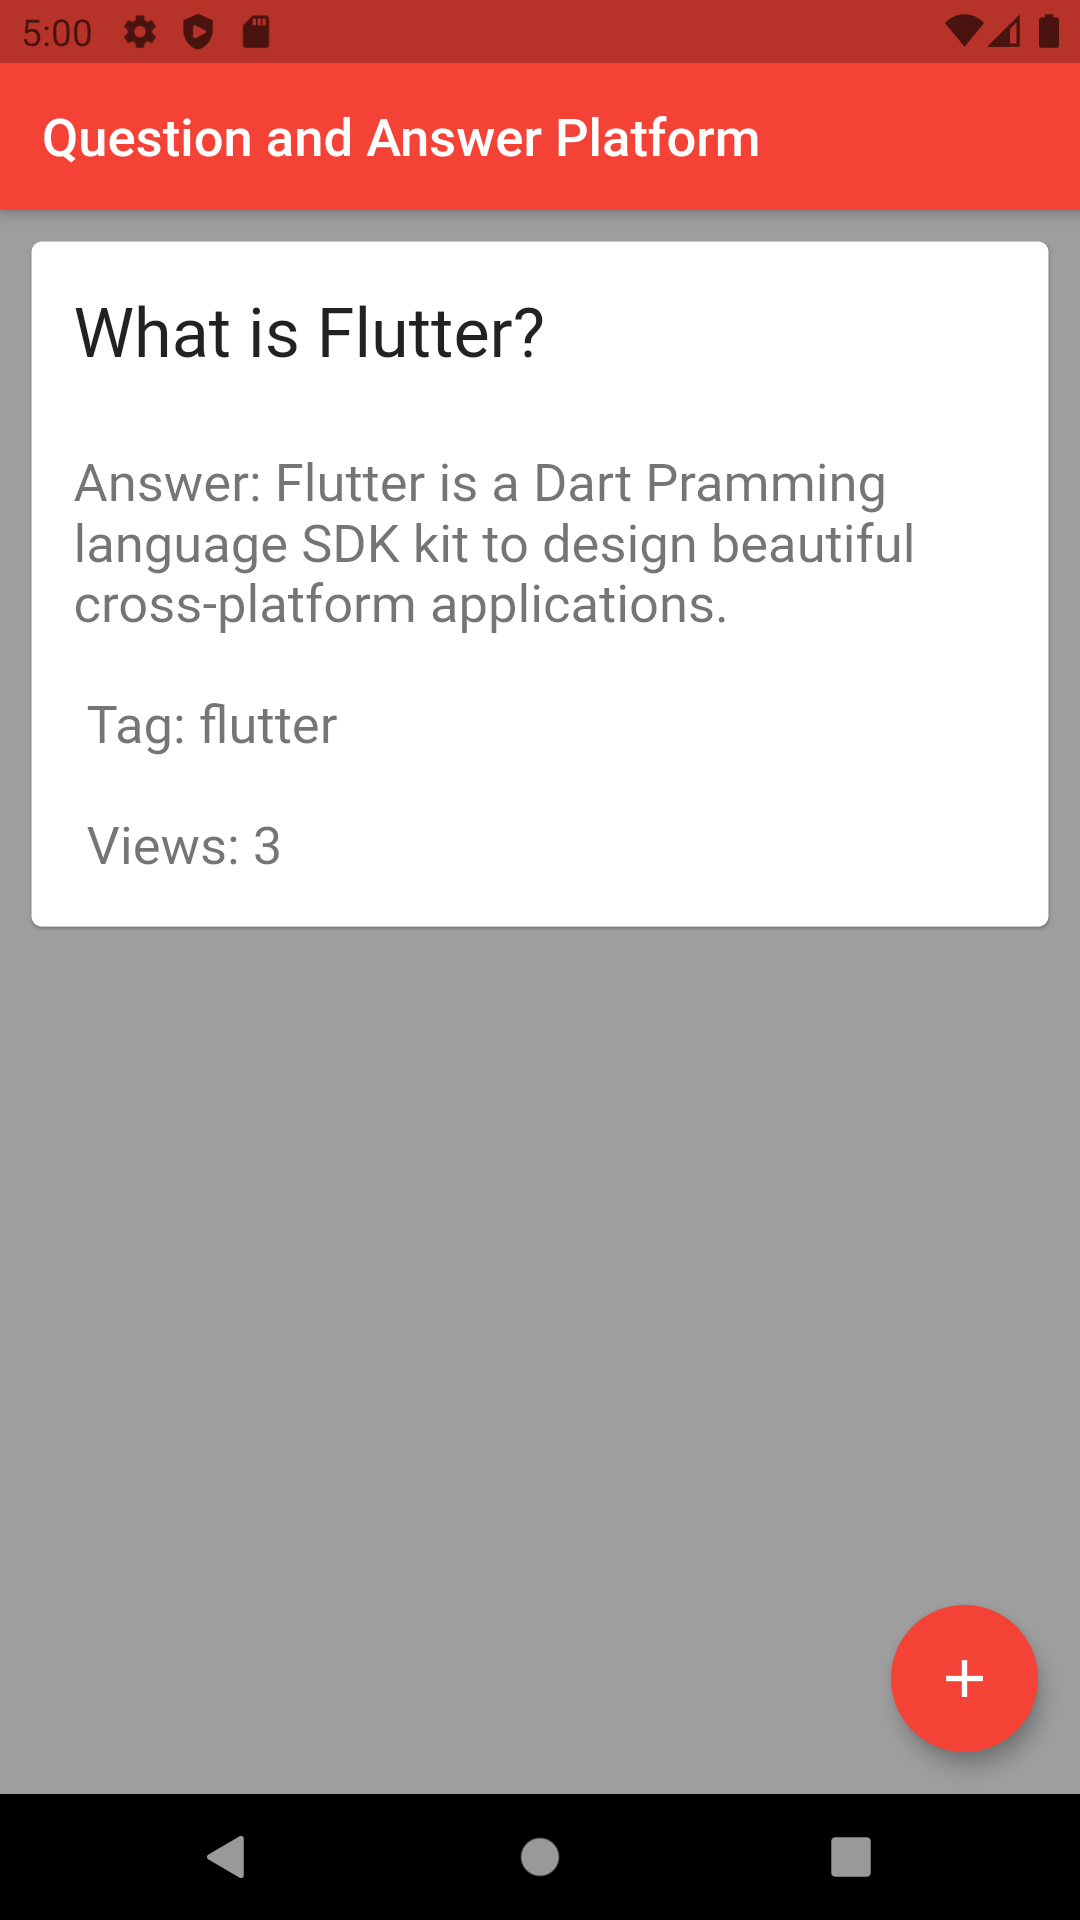 5:00
Question and Answer Platform
What is Flutter?
Answer: Flutter is a Dart Pramming
language SDK kit to design beautiful
cross-platform applications.
Tag: flutter
Views: 3